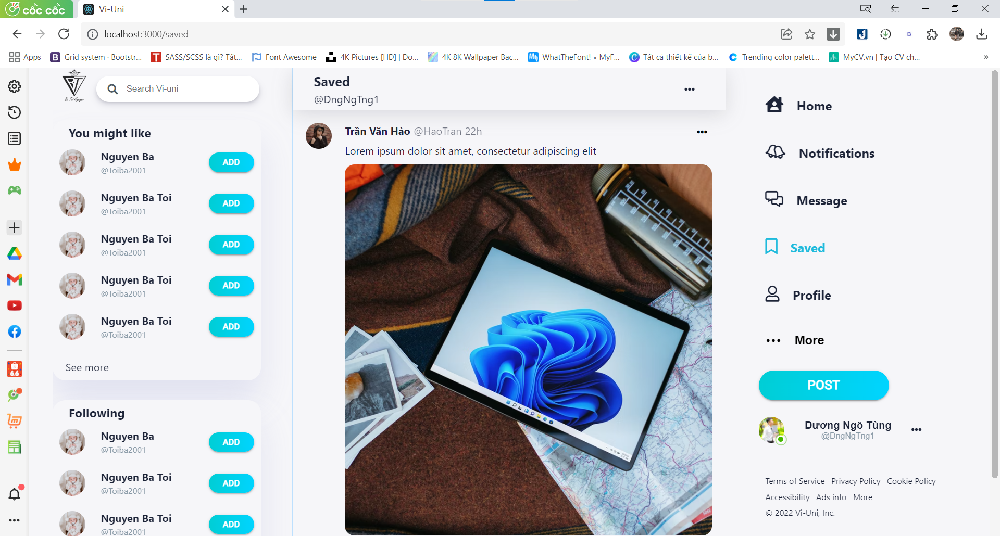 cốc cốc
Vi-Uni
localhost:3000/saved
Apps
Grid system · Bootstr...
SASS/SCSS là gì? Tất...
Font Awesome
4K Pictures [HD] | Do...
4K 8K Wallpaper Bac...
WhatTheFont! « MyF...
Tất cả thiết kế của b...
Trending color palett...
MyCV.vn | Tạo CV ch...
»
Ba Toi Nguyen
Search Vi-uni
You might like
Nguyen Ba
@Toiba2001
ADD
Nguyen Ba Toi
@Toiba2001
ADD
Nguyen Ba Toi
@Toiba2001
ADD
Nguyen Ba Toi
@Toiba2001
ADD
Nguyen Ba Toi
@Toiba2001
ADD
See more
Following
Nguyen Ba
@Toiba2001
ADD
Nguyen Ba Toi
@Toiba2001
ADD
Nguyen Ba Toi
@Toiba2001
ADD
Saved
@DngNgTng1
Trần Văn Hào @HaoTran 22h
Lorem ipsum dolor sit amet, consectetur adipiscing elit
Home
Notifications
Message
Saved
Profile
More
POST
Dương Ngô Tùng
@DngNgTng1
Terms of Service Privacy Policy Cookie Policy
Accessibility Ads info More
© 2022 Vi-Uni, Inc.